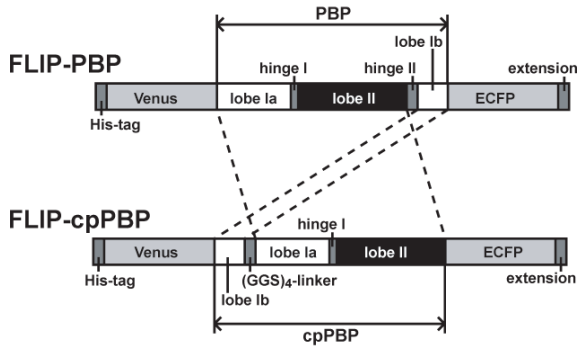 PBP
lobe Ib
FLIP-PBP
hinge I
hinge II
extension
Venus
lobe Ia
lobe II
ECFP
His-tag
FLIP-cpPBP
hinge I
Venus
lobe Ia
lobe II
ECFP
His-tag
lobe Ib
(GGS)4-linker
extension
cpPBP